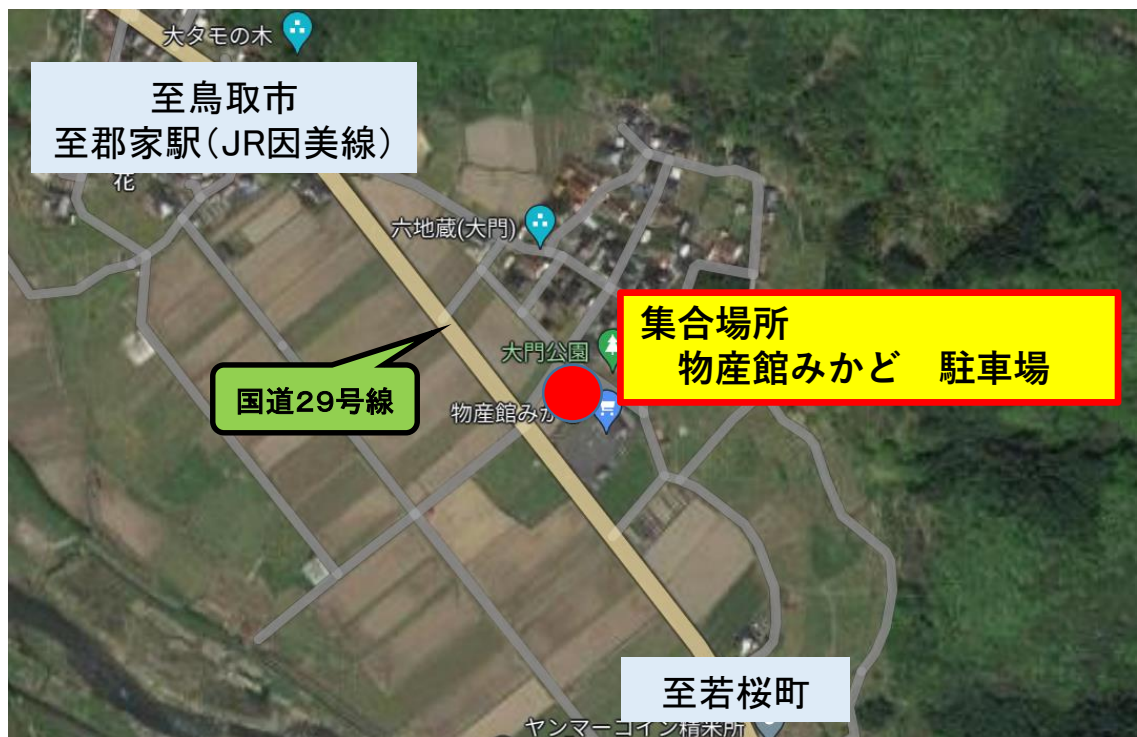 大タモの木
至鳥取市
至郡家駅（JR因美線）
花
六地蔵(大門)
集合場所
物産館みかど　駐車場
大門公園
国道29号線
物産館みか
至若桜町
ヤンマーコイン精米所